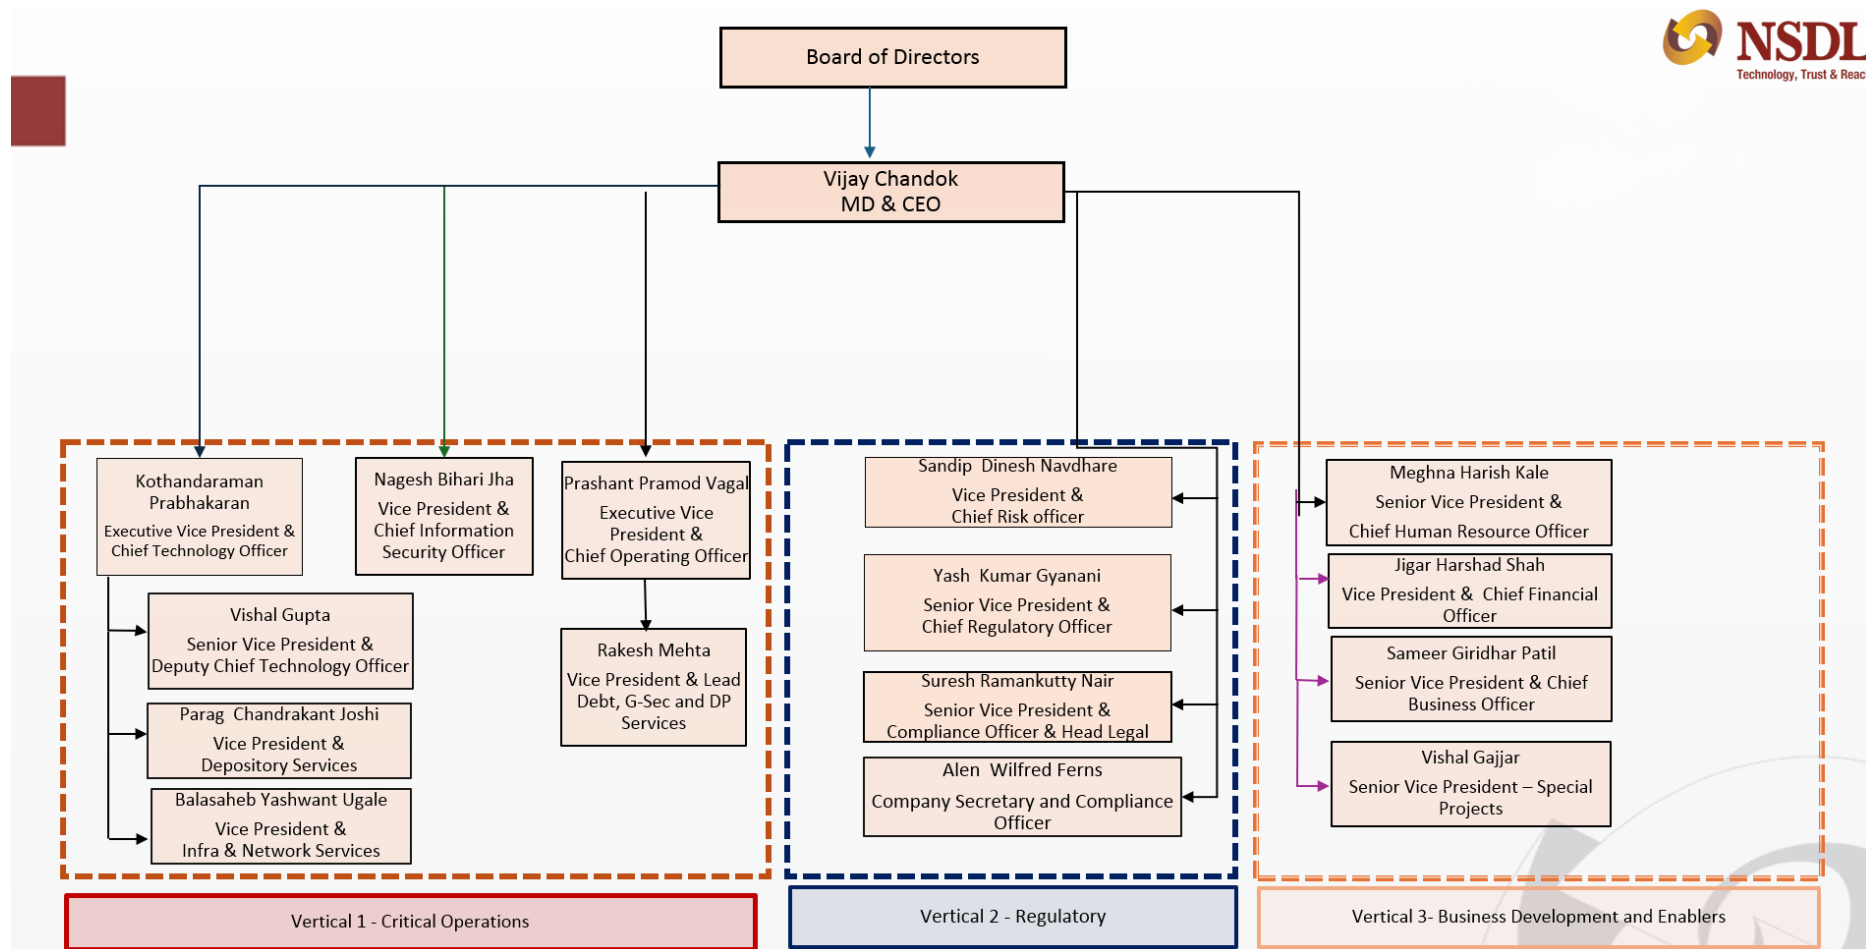 Board of Directors
NSDL
Technology, Trust & Reac
Vijay Chandok
MD & CEO
Kothandaraman
Prabhakaran
Executive Vice President &
Chief Technology Officer
Nagesh Bihari Jha
Vice President &
Chief Information
Security Officer
Prashant Pramod Vagal
Executive Vice
President &
Chief Operating Officer
Vishal Gupta
Senior Vice President &
Deputy Chief Technology Officer
Parag Chandrakant Joshi
Vice President &
Depository Services
Balasaheb Yashwant Ugale
Vice President &
Infra & Network Services
Rakesh Mehta
Vice President & Lead
Debt, G-Sec and DP
Services
Sandip Dinesh Navdhare
Vice President &
Chief Risk officer
Yash Kumar Gyanani
Senior Vice President &
Chief Regulatory Officer
Suresh Ramankutty Nair
Senior Vice President &
Compliance Officer & Head Legal
Alen Wilfred Ferns
Company Secretary and Compliance
Officer
Meghna Harish Kale
Senior Vice President &
Chief Human Resource Officer
Jigar Harshad Shah
Vice President & Chief Financial
Officer
Sameer Giridhar Patil
Senior Vice President & Chief
Business Officer
Vishal Gajjar
Senior Vice President – Special
Projects
Vertical 1 - Critical Operations
Vertical 2 - Regulatory
Vertical 3- Business Development and Enablers